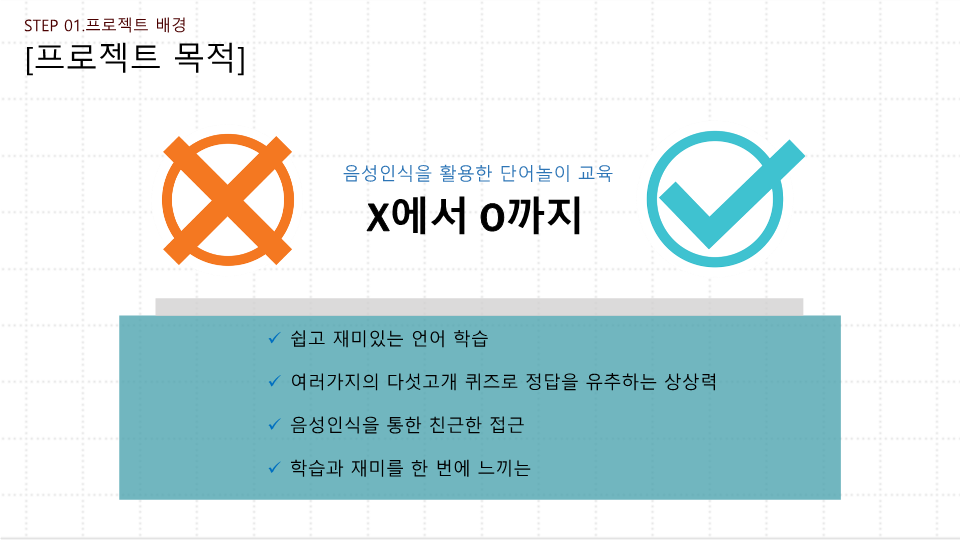 STEP 01.프로젝트 배경
[프로젝트 목적]
음성인식을 활용한 단어놀이 교육
X에서 O까지
✓ 쉽고 재미있는 언어 학습
✓ 여러가지의 다섯고개 퀴즈로 정답을 유추하는 상상력
✓ 음성인식을 통한 친근한 접근
✓ 학습과 재미를 한 번에 느끼는